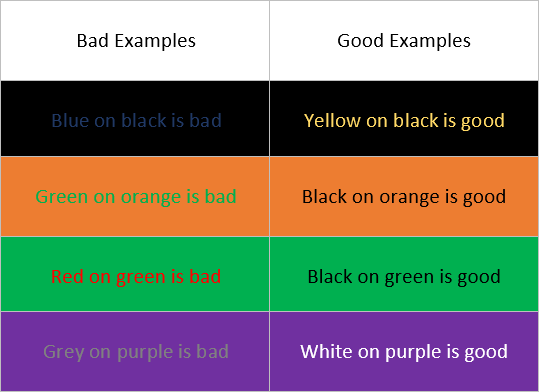 Bad Examples
Good Examples
Blue on black is bad
Yellow on black is good
Green on orange is bad
Black on orange is good
Red on green is bad
Black on green is good
Grey on purple is bad
White on purple is good